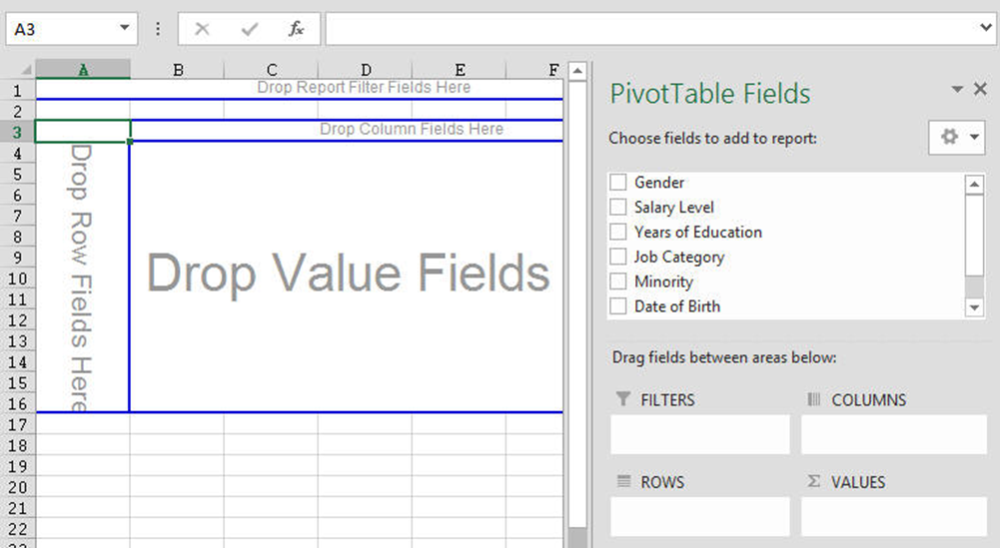 A3
fx
A B C D E F
1 Drop Report Filter Fields Here
2
3 Drop Column Fields Here
4
5
6
7
8
9
10
11
12
13
14
15
16
17
18
19
20
21
22
Drop Row Fields Here
Drop Value Fields
PivotTable Fields
Choose fields to add to report:
Gender
Salary Level
Years of Education
Job Category
Minority
Date of Birth
Drag fields between areas below:
FILTERS
COLUMNS
ROWS
Σ VALUES